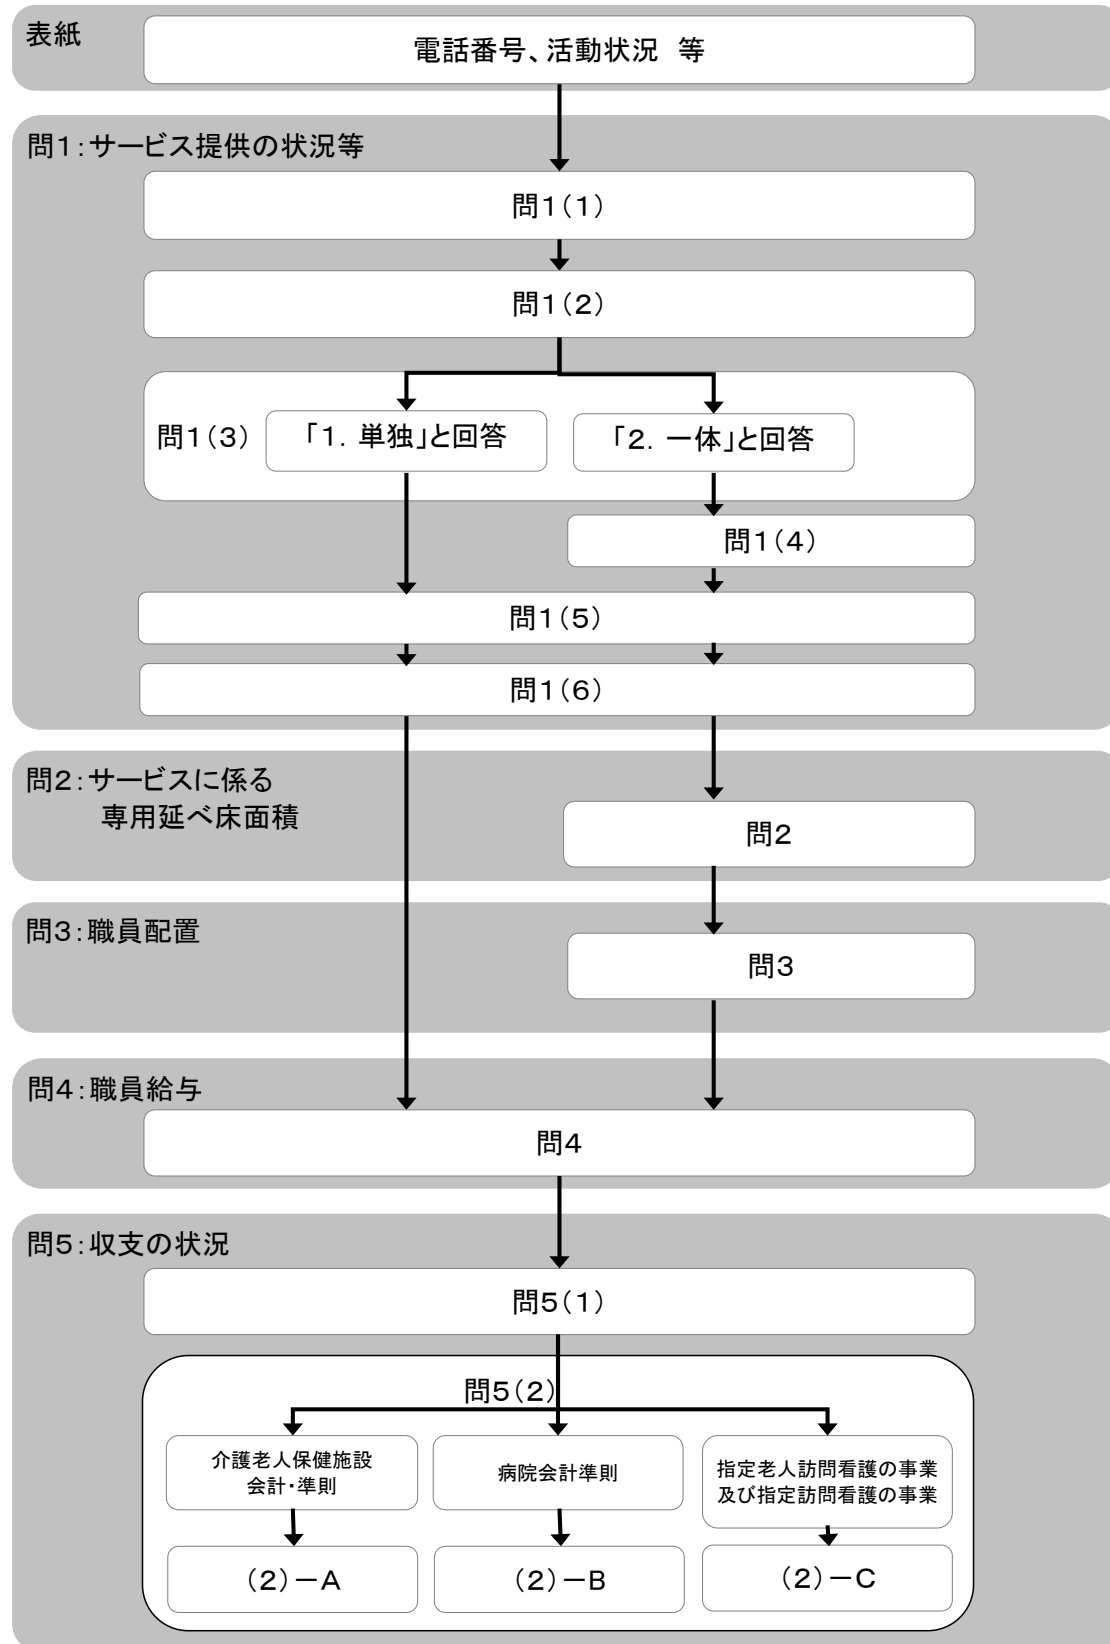 表紙
電話番号、活動状況　等
問１：サービス提供の状況等
問１（１）
問１（２）
問１（３）
「１．単独」と回答
「２．一体」と回答
問１（４）
問１（５）
問１（６）
問２：サービスに係る
専用延べ床面積
問２
問３：職員配置
問３
問４：職員給与
問４
問５：収支の状況
問５（１）
問５（２）
介護老人保健施設
会計・準則
病院会計準則
指定老人訪問看護の事業
及び指定訪問看護の事業
（２）－Ａ
（２）－Ｂ
（２）－Ｃ